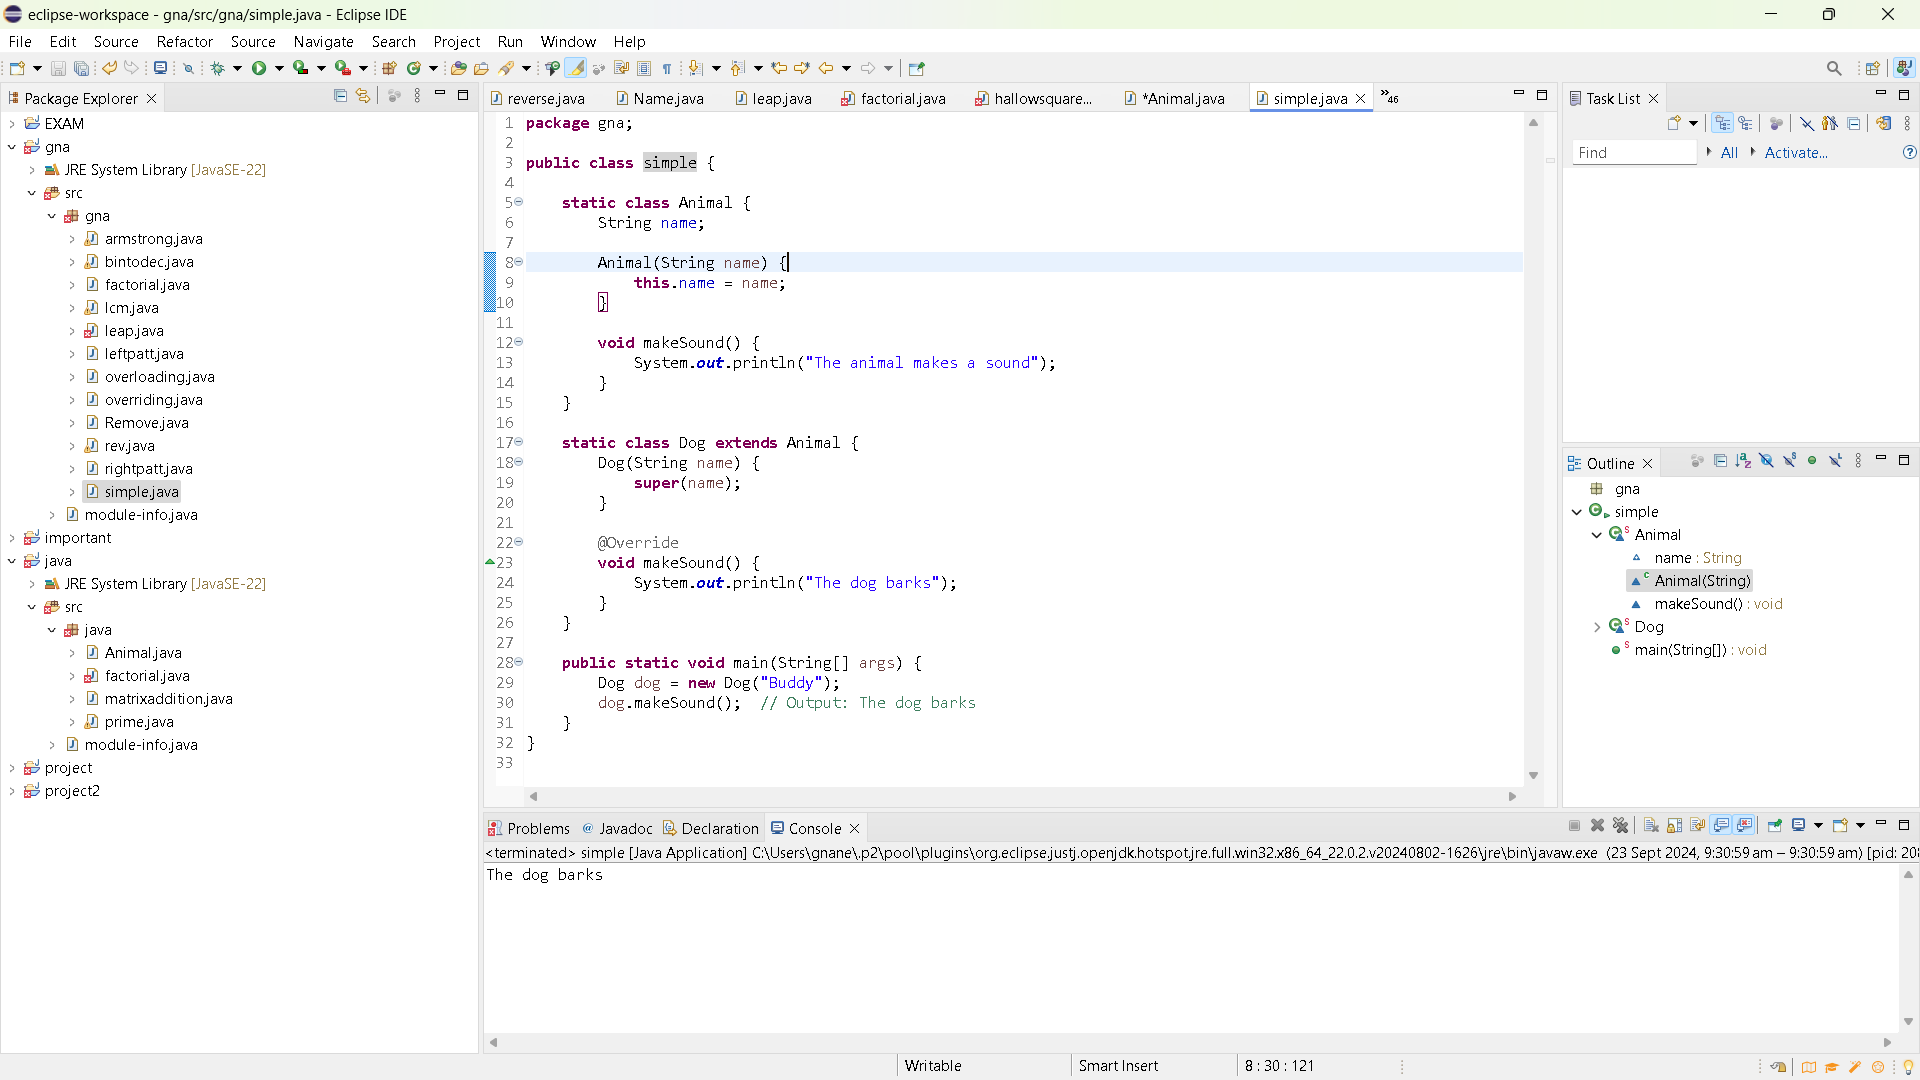 eclipse-workspace - gna/src/gna/simple.java - Eclipse IDE
File Edit Source Refactor Source Navigate Search Project Run Window Help
Package Explorer
EXAM
gna
JRE System Library [JavaSE-22]
src
gna
armstrong.java
bintodec.java
factorial.java
lcm.java
leap.java
leftpatt.java
overloading.java
overriding.java
Remove.java
rev.java
rightpatt.java
simple.java
module-info.java
important
java
JRE System Library [JavaSE-22]
src
java
Animal.java
factorial.java
matrixaddition.java
prime.java
module-info.java
project
project2
reverse.java Name.java leap.java factorial.java hallowsquare... *Animal.java simple.java »46
1 package gna;
2
3 public class simple {
4
5 static class Animal {
6 String name;
7
8 Animal(String name) {
9 this.name = name;
10 }
11
12 void makeSound() {
13 System.out.println("The animal makes a sound");
14 }
15 }
16
17 static class Dog extends Animal {
18 Dog(String name) {
19 super(name);
20 }
21
22 @Override
23 void makeSound() {
24 System.out.println("The dog barks");
25 }
26 }
27
28 public static void main(String[] args) {
29 Dog dog = new Dog("Buddy");
30 dog.makeSound(); // Output: The dog barks
31 }
32 }
33
Task List
Find All Activate...
Outline
gna
simple
Animal
name : String
Animal(String)
makeSound() : void
Dog
main(String[]) : void
Problems Javadoc Declaration Console
<terminated> simple [Java Application] C:\Users\gnane\.p2\pool\plugins\org.eclipse.justj.openjdk.hotspot.jre.full.win32.x86_64_22.0.2.v20240802-1626\jre\bin\javaw.exe (23 Sept 2024, 9:30:59 am – 9:30:59 am) [pid: 20
The dog barks
Writable Smart Insert 8 : 30 : 121